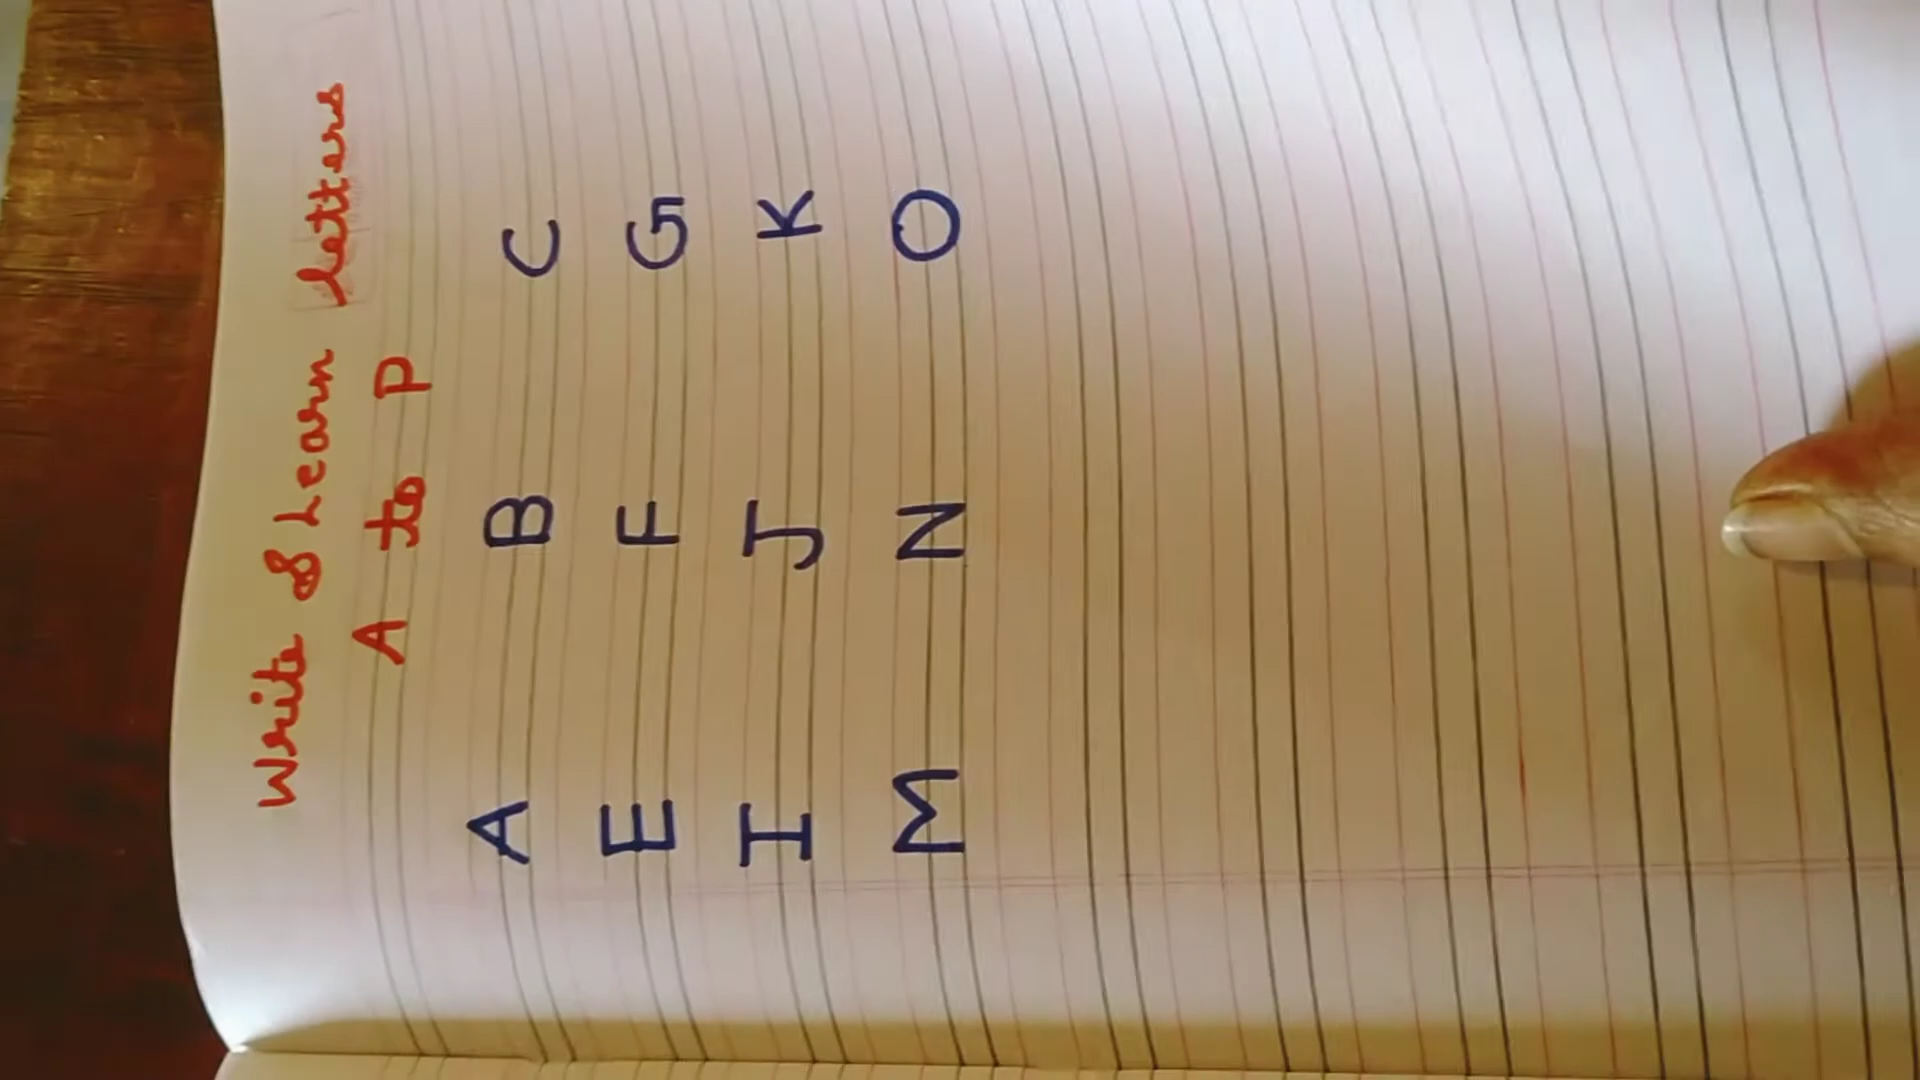 Write & Learn letters
A to P
A B C
E F G
I J K
M N O